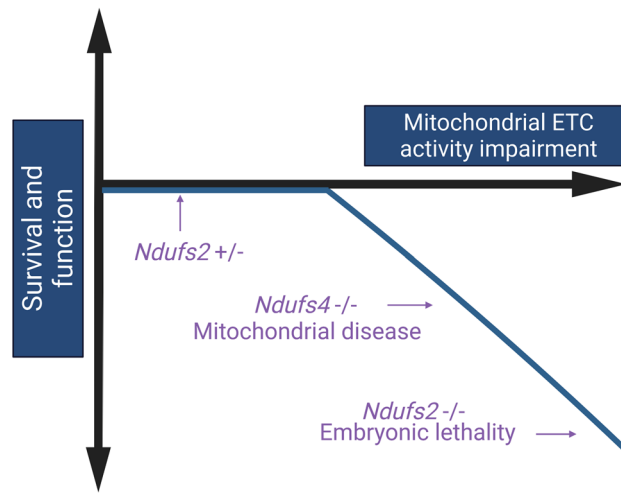 Mitochondrial ETC
activity impairment
Survival and
function
Ndufs2 +/-
Ndufs4 -/-
Mitochondrial disease
Ndufs2 -/-
Embryonic lethality